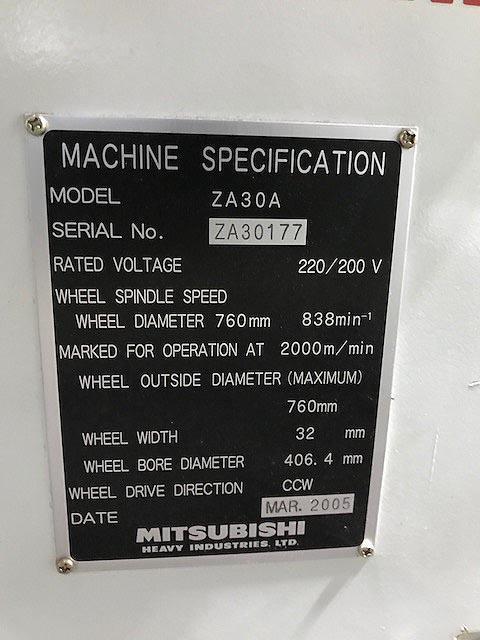 MACHINE SPECIFICATION
MODEL ZA30A
SERIAL No. ZA30177
RATED VOLTAGE 220/200 V
WHEEL SPINDLE SPEED
WHEEL DIAMETER 760mm 838min⁻¹
MARKED FOR OPERATION AT 2000m/min
WHEEL OUTSIDE DIAMETER (MAXIMUM)
760mm
WHEEL WIDTH 32 mm
WHEEL BORE DIAMETER 406.4 mm
WHEEL DRIVE DIRECTION CCW
DATE MAR. 2005
MITSUBISHI
HEAVY INDUSTRIES, LTD.